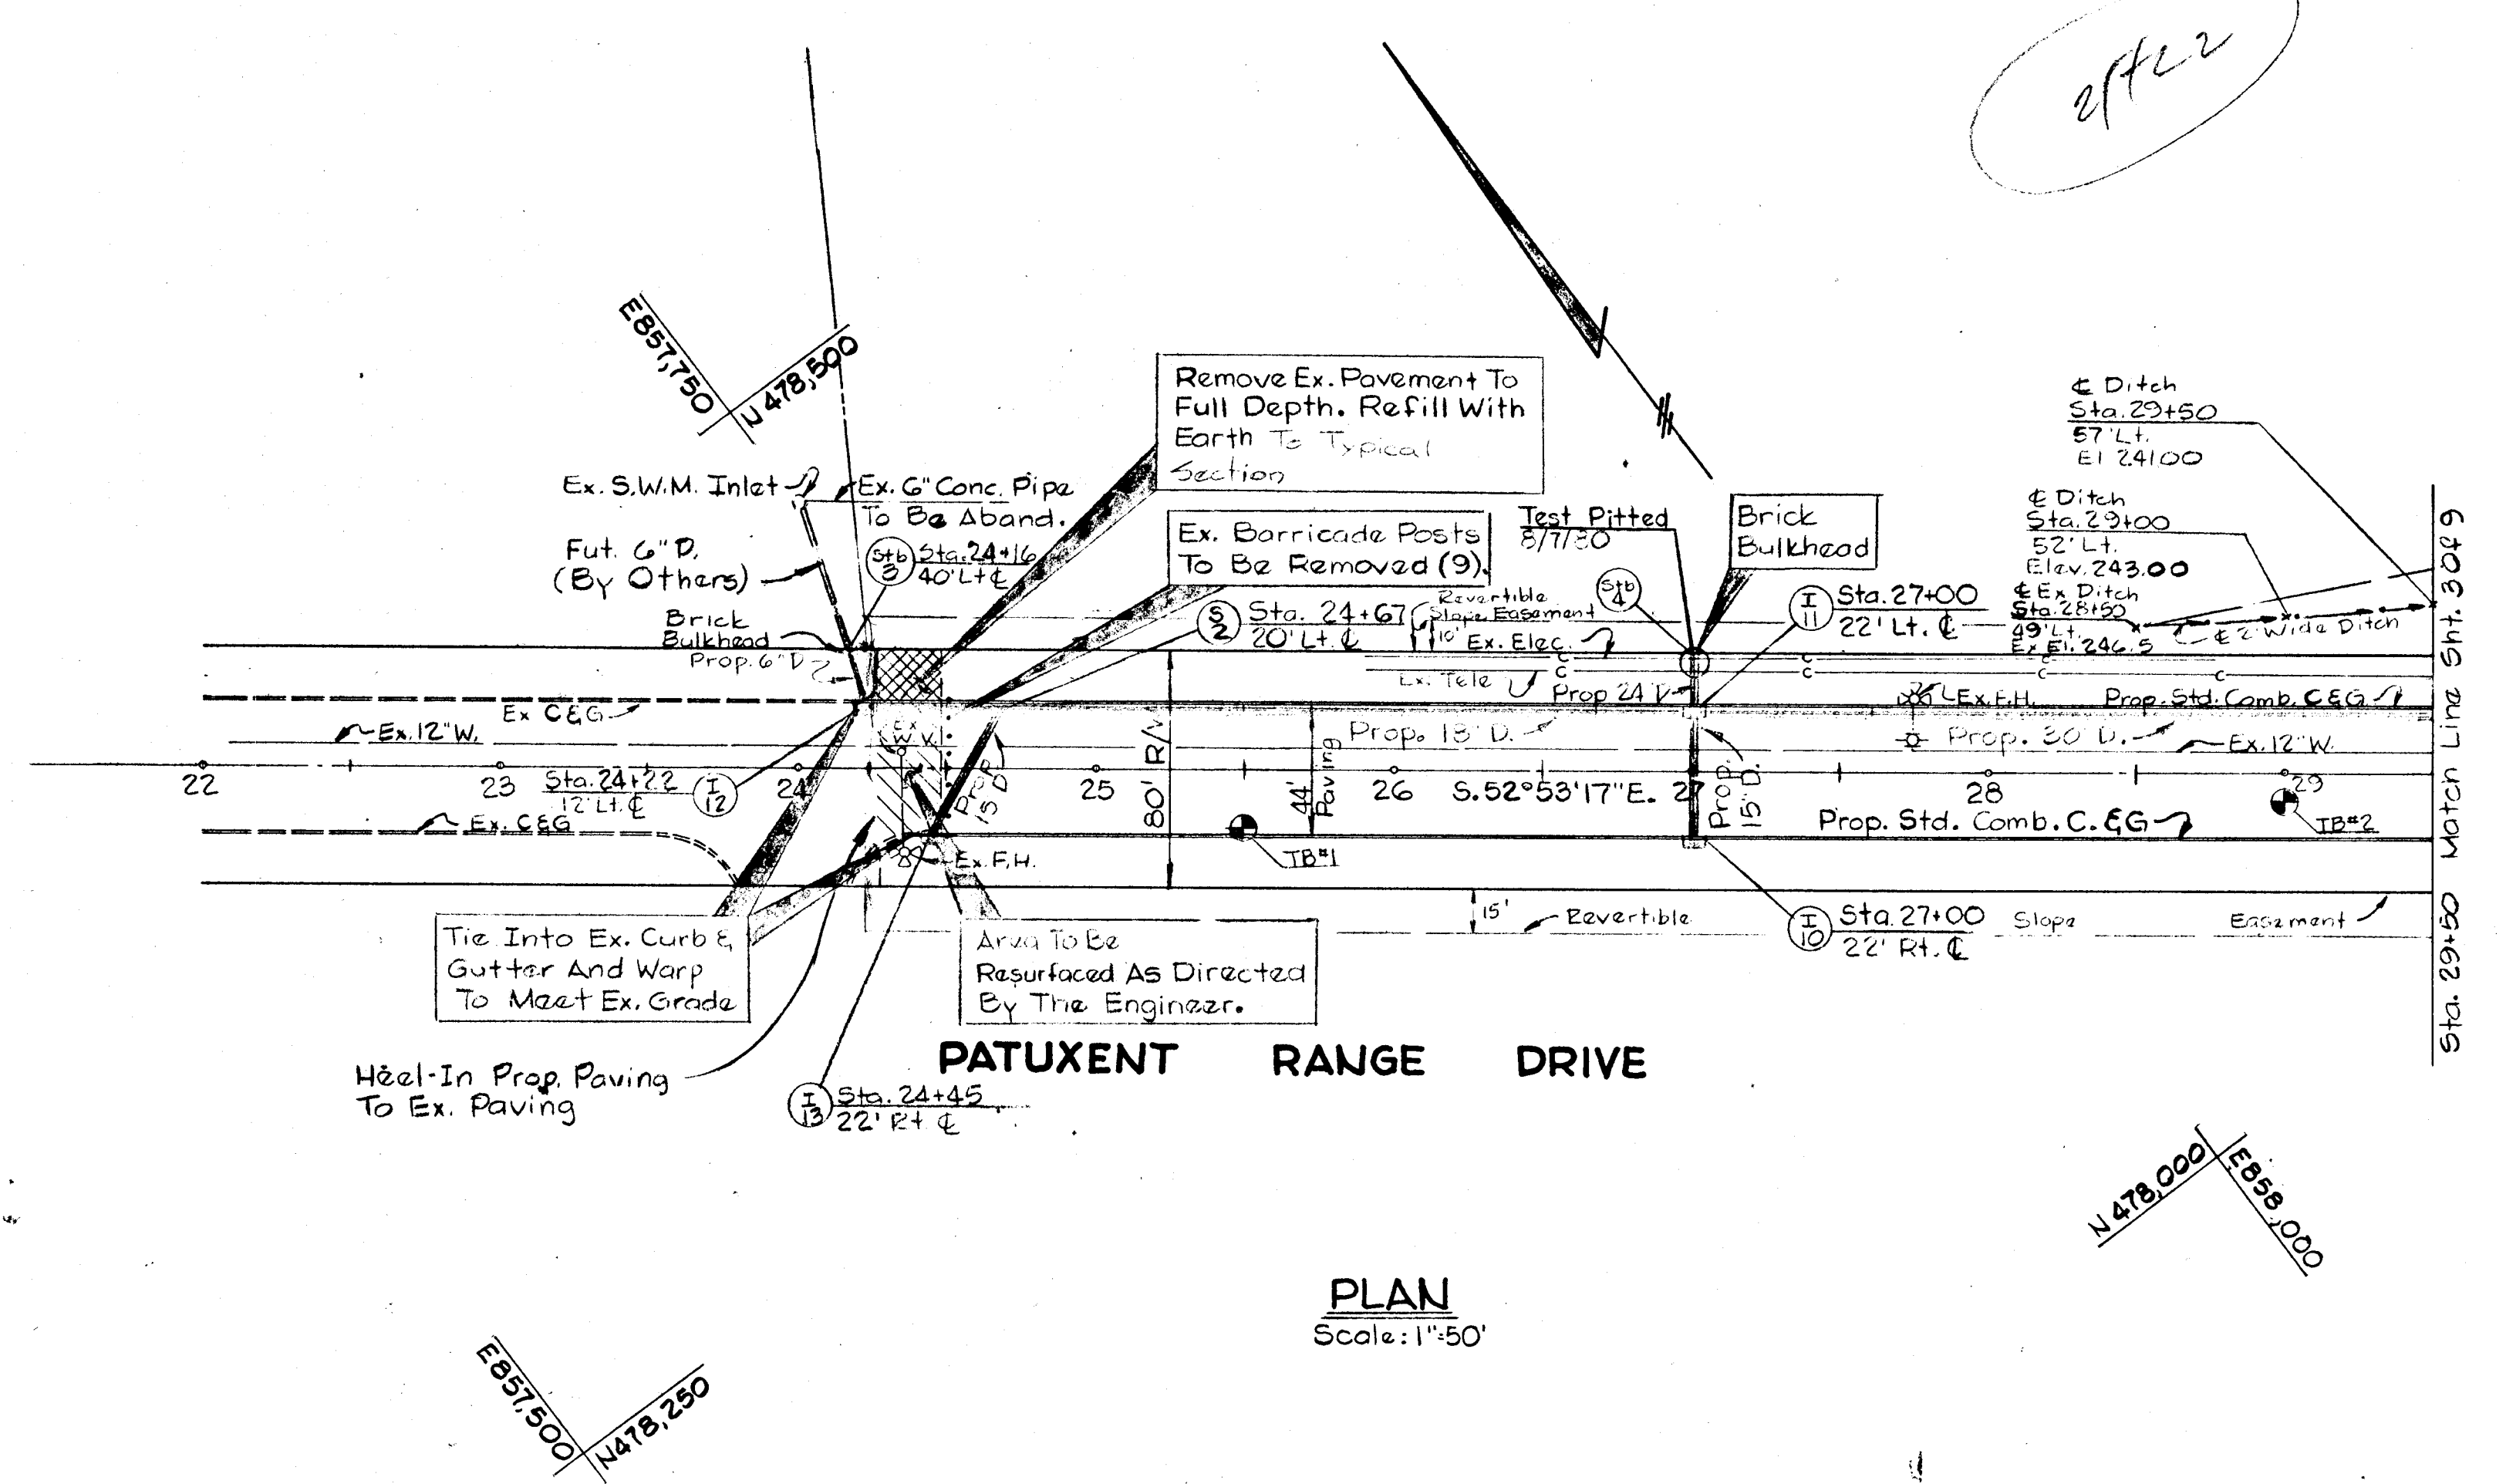 E857,750
N 478,500
Remove Ex. Pavement To
Full Depth. Refill With
Earth To Typical
Section
℄ Ditch
Sta. 29+50
57' Lt.
El 241.00
Ex. S.W.M. Inlet
Ex. 6" Conc. Pipe
To Be Aband.
Fut. 6" D.
(By Others)
Stb
3
Sta. 24+16
40' Lt ℄
Ex. Barricade Posts
To Be Removed (9).
Test Pitted
8/7/80
Brick
Bulkhead
℄ Ditch
Sta. 29+00
52' Lt.
Elev. 243.00
Brick
Bulkhead
Prop. 6" D
S
2
Sta. 24+67
20' Lt. ℄
Revertible
Slope Easement
10'
Ex. Elec.
Stb
4
I
11
Sta. 27+00
22' Lt. ℄
℄ Ex Ditch
Sta. 28+50
49' Lt.
Ex El. 246.5
℄ 2' Wide Ditch
Ex. Tele
Prop 24" D
Ex. F.H.
Prop. Std. Comb. C & G
Ex C & G
Ex. 12" W.
Ex
W.V.
Prop. 18" D.
Prop. 30" D.
Ex. 12" W.
22
23
24
25
26
27
28
29
S. 52°53'17" E.
Sta. 24+22
12' Lt. ℄
I
12
Prop
15" D
80' R/W
44'
Paving
Prop.
15" D.
Ex. C & G
Prop. Std. Comb. C. & G
TB#1
TB#2
Ex. F.H.
15'
Revertible
Slope
Easement
I
10
Sta. 27+00
22' Rt. ℄
Tie Into Ex. Curb &
Gutter And Warp
To Meet Ex. Grade
Area To Be
Resurfaced As Directed
By The Engineer.
Sta. 29+50 Match Line Sht. 3 of 9
PATUXENT RANGE DRIVE
Heel-In Prop. Paving
To Ex. Paving
I
13
Sta. 24+45
22' Rt ℄
N 478,000
E858,000
PLAN
Scale: 1"=50'
E857,500
N478,250